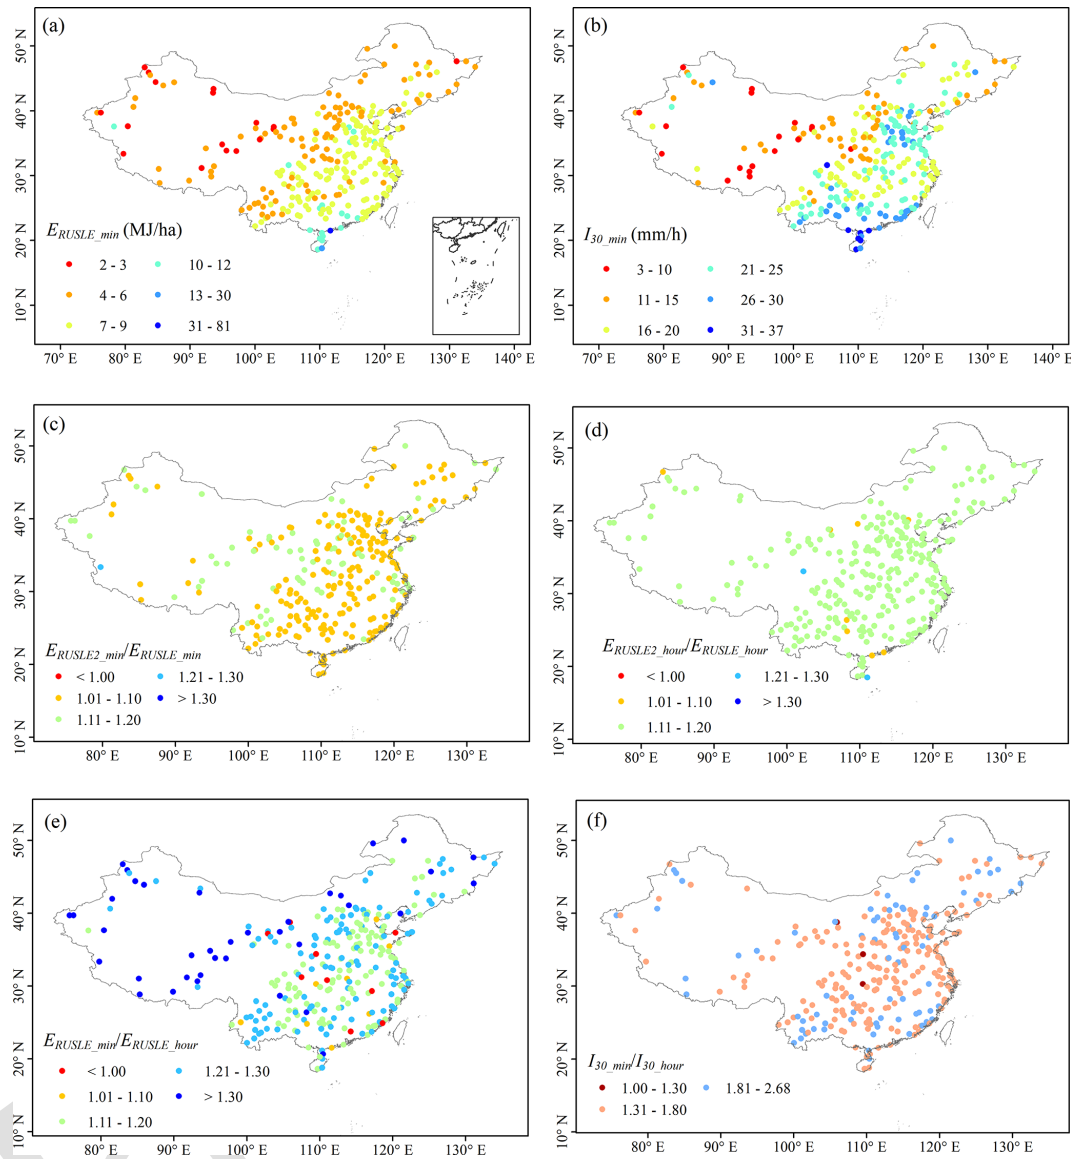 (a)
50° N
40° N
30° N
20° N
10° N
E_RUSLE_min (MJ/ha)
2 - 3
10 - 12
4 - 6
13 - 30
7 - 9
31 - 81
70° E
80° E
90° E
100° E
110° E
120° E
130° E
140° E
(b)
50° N
40° N
30° N
20° N
10° N
I_30_min (mm/h)
3 - 10
21 - 25
11 - 15
26 - 30
16 - 20
31 - 37
70° E
80° E
90° E
100° E
110° E
120° E
130° E
140° E
(c)
50° N
40° N
30° N
20° N
10° N
E_RUSLE2_min/E_RUSLE_min
< 1.00
1.21 - 1.30
1.01 - 1.10
> 1.30
1.11 - 1.20
80° E
90° E
100° E
110° E
120° E
130° E
(d)
50° N
40° N
30° N
20° N
10° N
E_RUSLE2_hour/E_RUSLE_hour
< 1.00
1.21 - 1.30
1.01 - 1.10
> 1.30
1.11 - 1.20
80° E
90° E
100° E
110° E
120° E
130° E
(e)
50° N
40° N
30° N
20° N
10° N
E_RUSLE_min/E_RUSLE_hour
< 1.00
1.21 - 1.30
1.01 - 1.10
> 1.30
1.11 - 1.20
80° E
90° E
100° E
110° E
120° E
130° E
(f)
50° N
40° N
30° N
20° N
10° N
I_30_min/I_30_hour
1.00 - 1.30
1.81 - 2.68
1.31 - 1.80
80° E
90° E
100° E
110° E
120° E
130° E